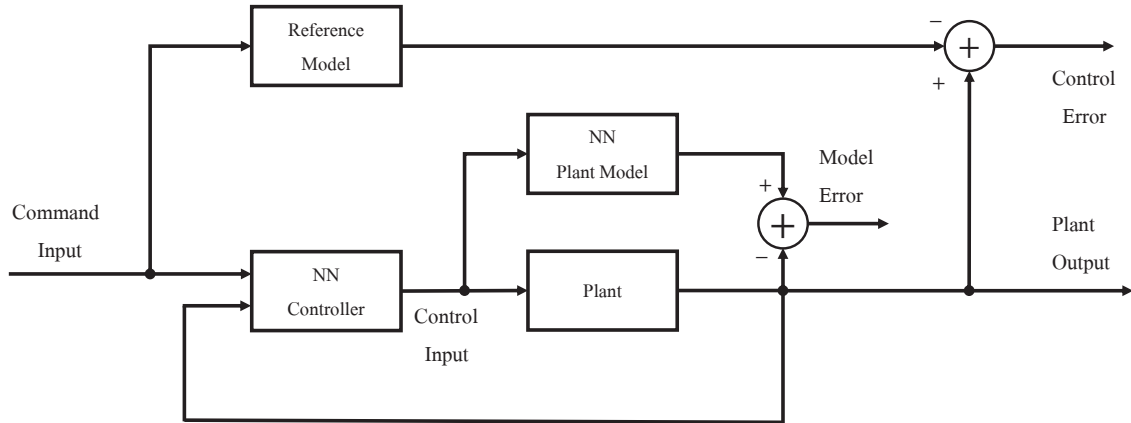 Reference
Model
−
+
+
Control
Error
NN
Plant Model
Model
Error
+
+
−
Command
Input
NN
Controller
Control
Input
Plant
Plant
Output